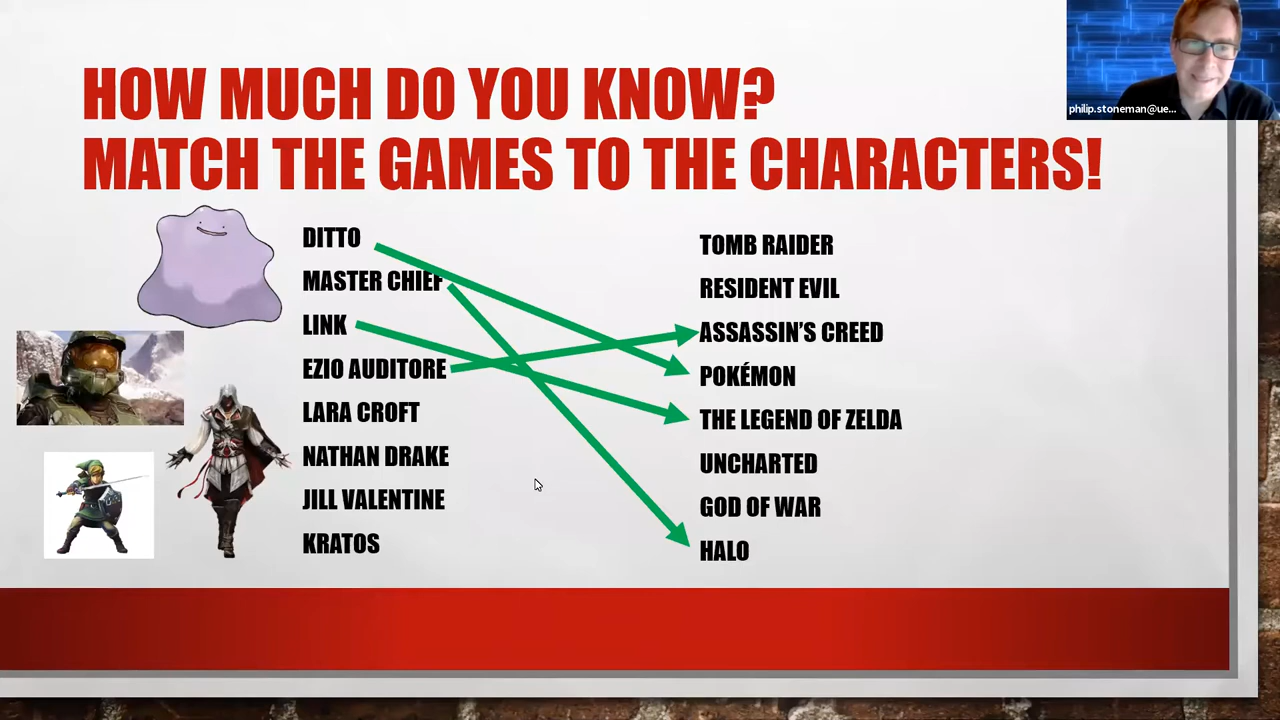 HOW MUCH DO YOU KNOW?
MATCH THE GAMES TO THE CHARACTERS!
philip.stoneman@ue...
DITTO
MASTER CHIEF
LINK
EZIO AUDITORE
LARA CROFT
NATHAN DRAKE
JILL VALENTINE
KRATOS
TOMB RAIDER
RESIDENT EVIL
ASSASSIN'S CREED
POKÉMON
THE LEGEND OF ZELDA
UNCHARTED
GOD OF WAR
HALO